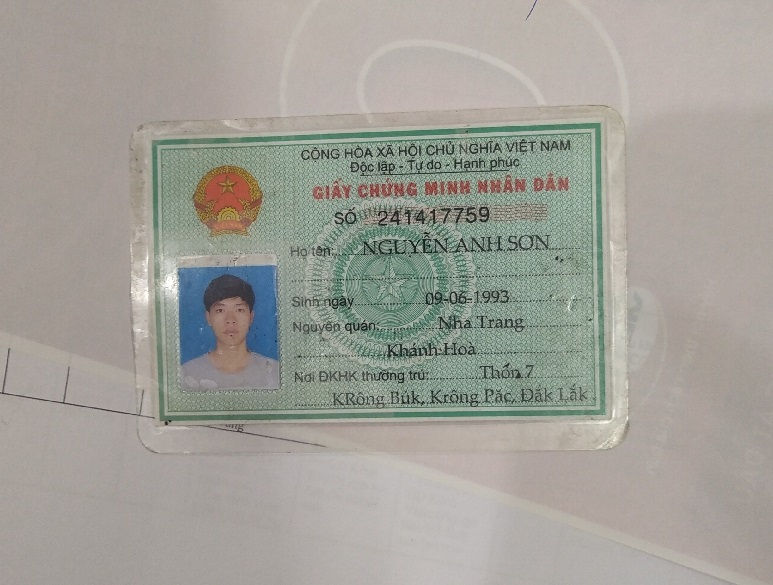 CỘNG HÒA XÃ HỘI CHỦ NGHĨA VIỆT NAM
Độc lập - Tự do - Hạnh phúc
GIẤY CHỨNG MINH NHÂN DÂN
SỐ 241417759
Họ tên: NGUYỄN ANH SƠN
Sinh ngày 09-06-1993
Nguyên quán: Nha Trang
Khánh Hoà
Nơi ĐKHK thường trú: Thôn 7
KRông Búk, Krông Pắc, Đắk Lắk